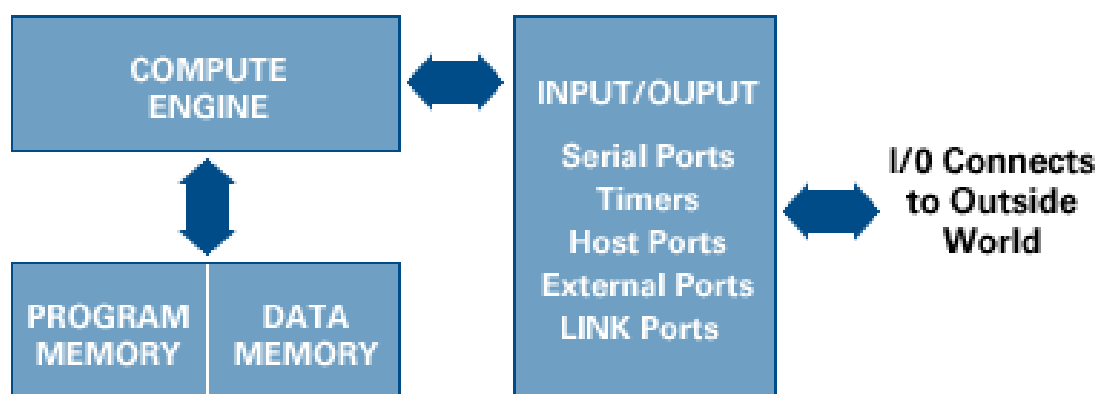 COMPUTE
ENGINE
INPUT/OUPUT
Serial Ports
Timers
Host Ports
External Ports
LINK Ports
I/0 Connects
to Outside
World
PROGRAM
MEMORY
DATA
MEMORY